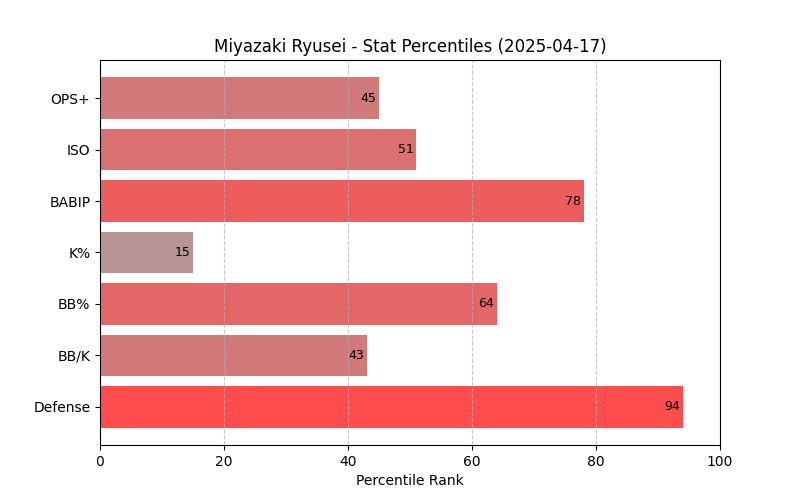 Miyazaki Ryusei - Stat Percentiles (2025-04-17)
OPS+ 45
ISO 51
BABIP 78
K% 15
BB% 64
BB/K 43
Defense 94
0 20 40 60 80 100
Percentile Rank